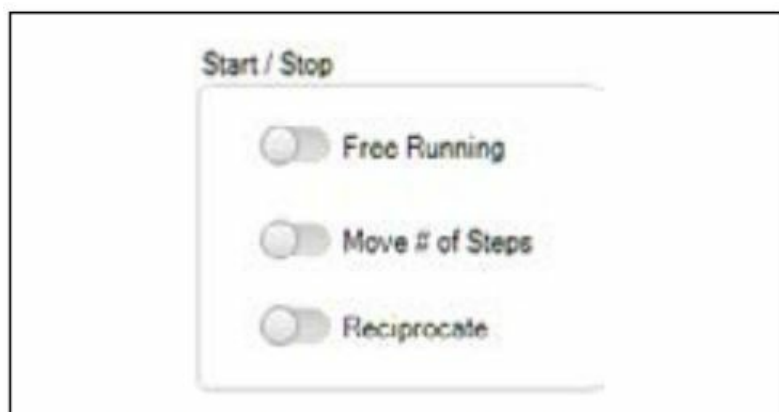 Start / Stop
Free Running
Move # of Steps
Reciprocate